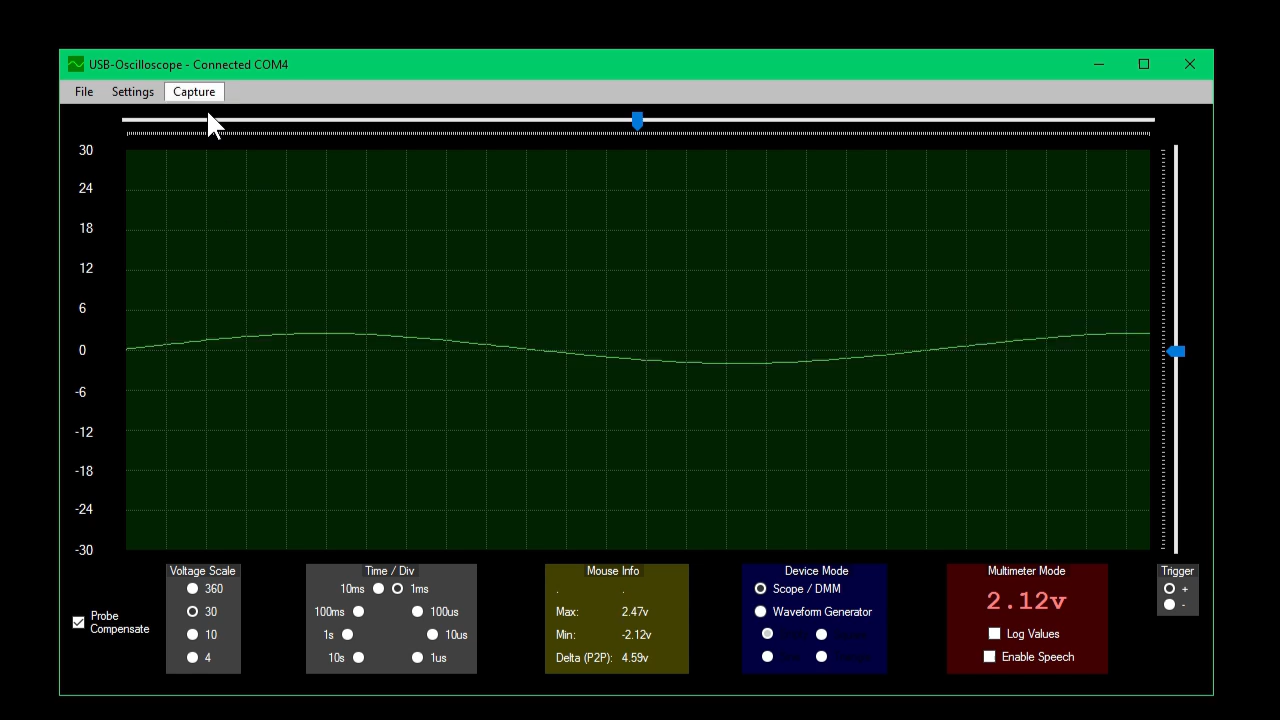 USB-Oscilloscope - Connected COM4
File Settings Capture
30
24
18
12
6
0
-6
-12
-18
-24
-30
Probe
Compensate
Voltage Scale
360
30
10
4
Time / Div
10ms 1ms
100ms 100us
1s 10us
10s 1us
Mouse Info
. .
Max: 2.47v
Min: -2.12v
Delta (P2P): 4.59v
Device Mode
Scope / DMM
Waveform Generator
Multimeter Mode
2.12v
Log Values
Enable Speech
Trigger
+
-